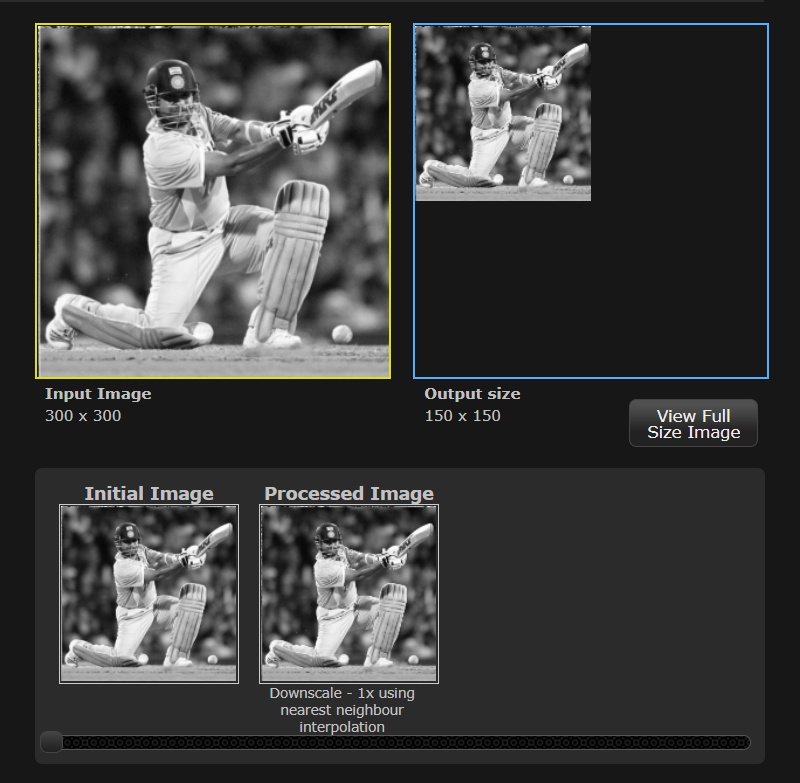 Input Image
300 x 300
Output size
150 x 150
View Full
Size Image
Initial Image
Processed Image
Downscale - 1x using
nearest neighbour
interpolation